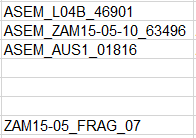 ASEM_L04B_46901
ASEM_ZAM15-05-10_63496
ASEM_AUS1_01816
ZAM15-05_FRAG_07